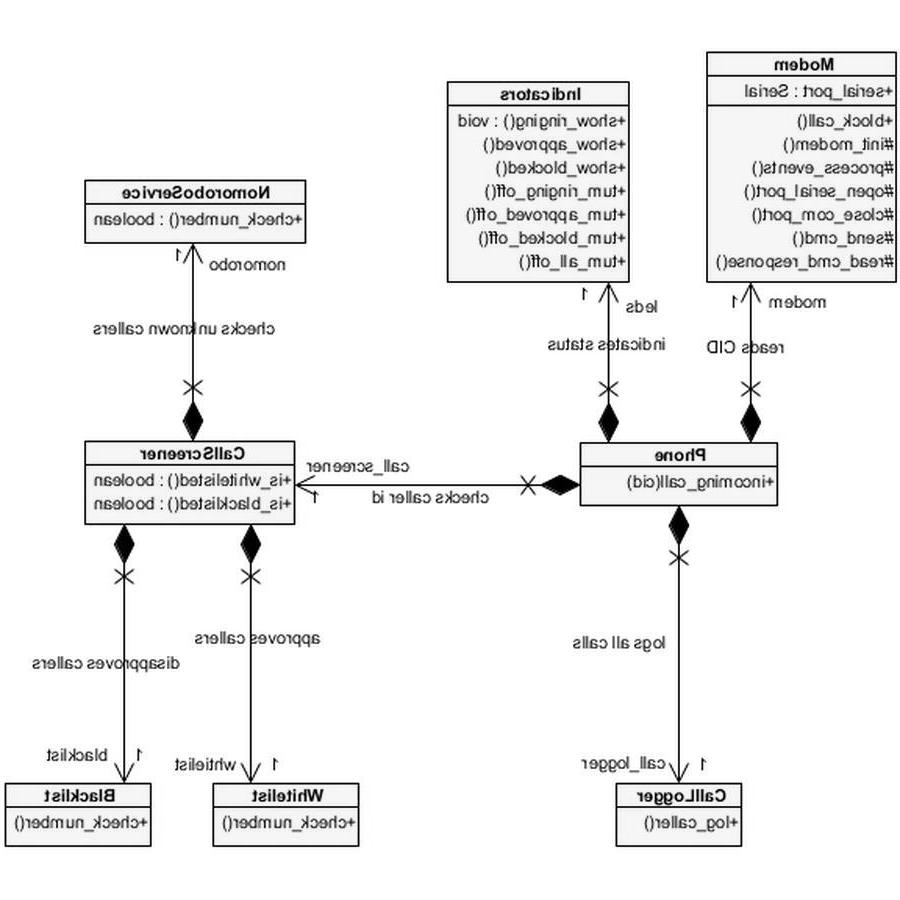 Modem
+serial_port : Serial
+block_call()
#init_modem()
#process_events()
#open_serial_port()
#close_com_port()
#send_cmd()
#read_cmd_response()
Indicators
+show_ringing() : void
+show_approved()
+show_blocked()
+turn_ringing_off()
+turn_approved_off()
+turn_blocked_off()
+turn_all_off()
NomoroboService
+check_number() : boolean
modem
1
reads CID
leds
1
indicates status
nomorobo
1
checks unknown callers
Phone
+incoming_call(cid)
call_screener
1
checks caller id
CallScreener
+is_whitelisted() : boolean
+is_blacklisted() : boolean
logs all calls
approves callers
disapproves callers
1
call_logger
1
whtielist
1
blacklist
CallLogger
+log_caller()
Whitelist
+check_number()
Blacklist
+check_number()